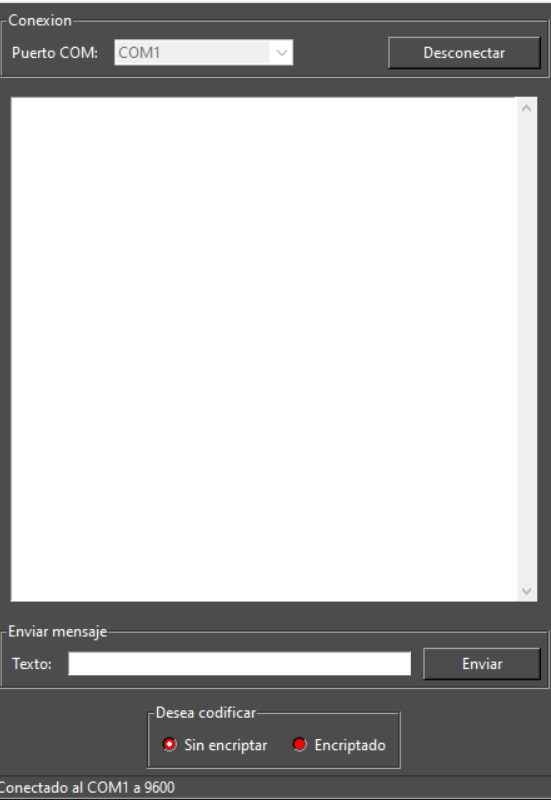 Conexion
Puerto COM: COM1 Desconectar
Enviar mensaje
Texto: Enviar
Desea codificar
Sin encriptar Encriptado
Conectado al COM1 a 9600